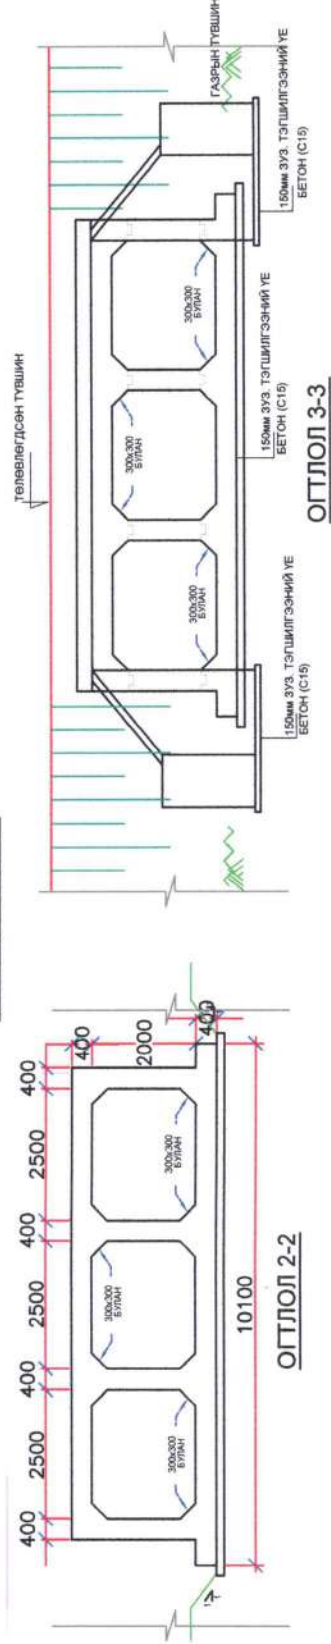 400
2500
400
2500
400
2500
400
400
2000
400
300x300
БУЛАН
300x300
БУЛАН
300x300
БУЛАН
10100
ОГТЛОЛ 2-2
төлөвлөгдсөн түвшин
ГАЗРЫН ТҮВШИН
300x300
БУЛАН
300x300
БУЛАН
300x300
БУЛАН
150мм ЗУЗ. ТЭГШИЛГЭЭНИЙ ҮЕ
БЕТОН (С15)
150мм ЗУЗ. ТЭГШИЛГЭЭНИЙ ҮЕ
БЕТОН (С15)
150мм ЗУЗ. ТЭГШИЛГЭЭНИЙ ҮЕ
БЕТОН (С15)
ОГТЛОЛ 3-3